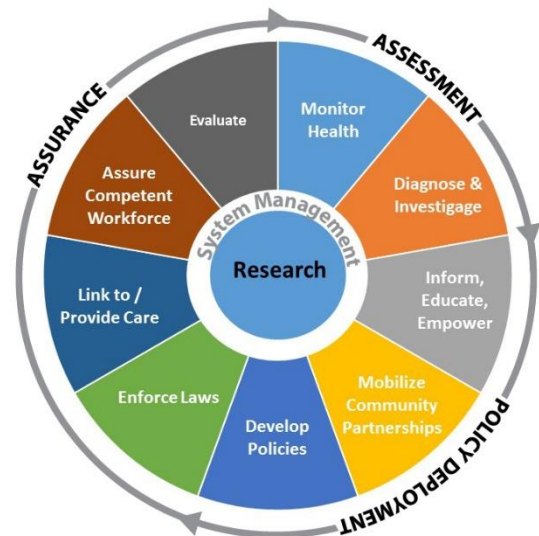 ASSESSMENT
Monitor
Health
Diagnose &
Investigage
Inform,
Educate,
Empower
POLICY DEPLOYMENT
Mobilize
Community
Partnerships
Develop
Policies
Enforce Laws
ASSURANCE
Link to /
Provide Care
Assure
Competent
Workforce
Evaluate
System Management
Research